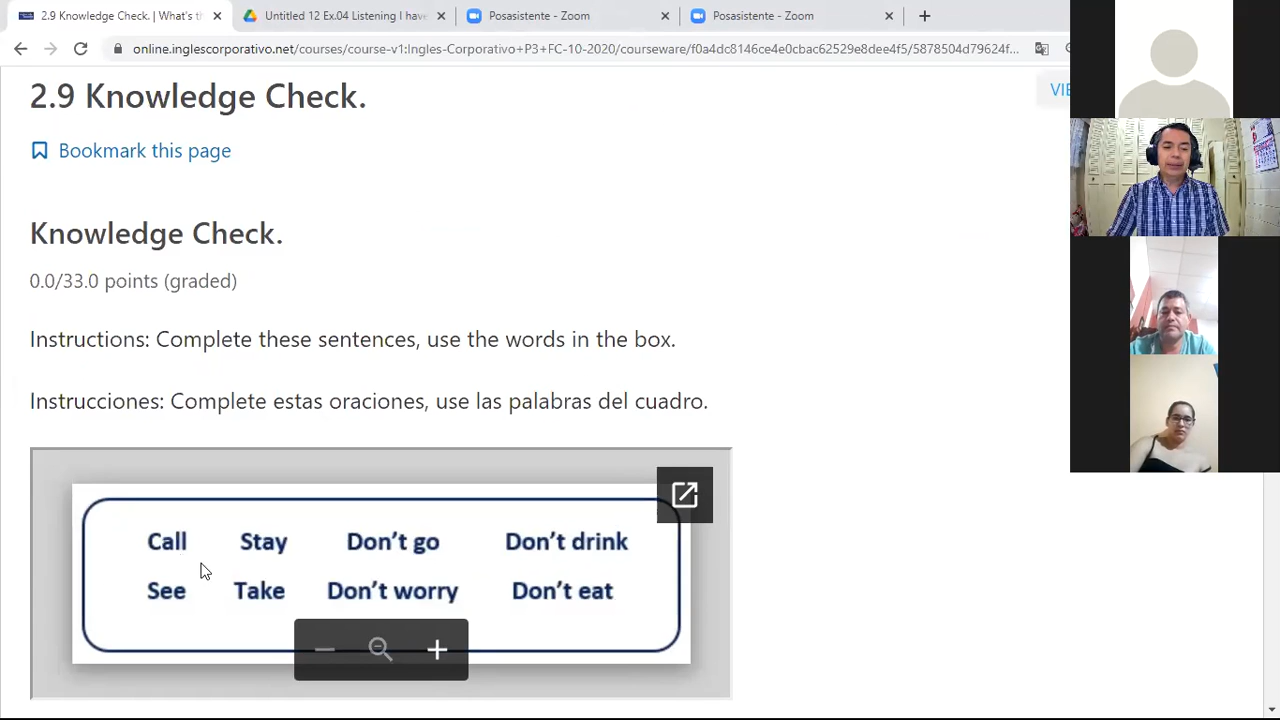 2.9 Knowledge Check. | What's th
Untitled 12 Ex.04 Listening I hav
Posasistente - Zoom
Posasistente - Zoom
online.inglescorporativo.net/courses/course-v1:Ingles-Corporativo+P3+FC-10-2020/courseware/f0a4dc8146ce4e0cbac62529e8dee4f5/5878504d79624f...
2.9 Knowledge Check.
VIE
Bookmark this page
Knowledge Check.
0.0/33.0 points (graded)
Instructions: Complete these sentences, use the words in the box.
Instrucciones: Complete estas oraciones, use las palabras del cuadro.
Call Stay Don't go Don't drink
See Take Don't worry Don't eat